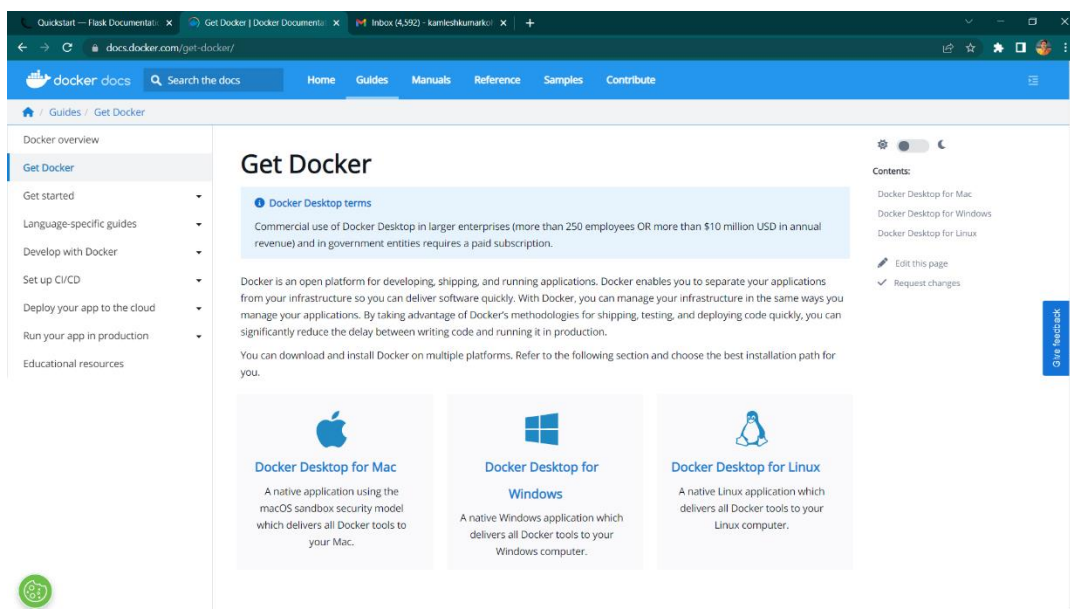 Quickstart — Flask Documentatio
Get Docker | Docker Documentat
Inbox (4,592) - kamleshkumarkol
docs.docker.com/get-docker/
docker docs
Search the docs
Home
Guides
Manuals
Reference
Samples
Contribute
/ Guides / Get Docker
Docker overview
Get Docker
Get started
Language-specific guides
Develop with Docker
Set up CI/CD
Deploy your app to the cloud
Run your app in production
Educational resources
Get Docker
Docker Desktop terms
Commercial use of Docker Desktop in larger enterprises (more than 250 employees OR more than $10 million USD in annual
revenue) and in government entities requires a paid subscription.
Docker is an open platform for developing, shipping, and running applications. Docker enables you to separate your applications
from your infrastructure so you can deliver software quickly. With Docker, you can manage your infrastructure in the same ways you
manage your applications. By taking advantage of Docker's methodologies for shipping, testing, and deploying code quickly, you can
significantly reduce the delay between writing code and running it in production.
You can download and install Docker on multiple platforms. Refer to the following section and choose the best installation path for
you.
Docker Desktop for Mac
A native application using the
macOS sandbox security model
which delivers all Docker tools to
your Mac.
Docker Desktop for
Windows
A native Windows application which
delivers all Docker tools to your
Windows computer.
Docker Desktop for Linux
A native Linux application which
delivers all Docker tools to your
Linux computer.
Contents:
Docker Desktop for Mac
Docker Desktop for Windows
Docker Desktop for Linux
Edit this page
Request changes
Give feedback